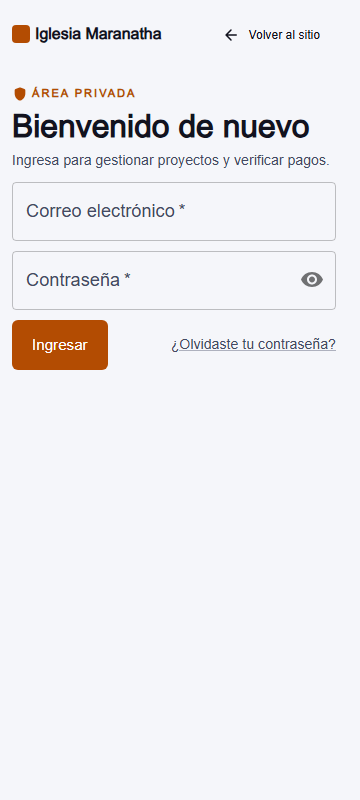 Iglesia Maranatha
Volver al sitio
ÁREA PRIVADA
Bienvenido de nuevo
Ingresa para gestionar proyectos y verificar pagos.
Correo electrónico *
Contraseña *
Ingresar
¿Olvidaste tu contraseña?